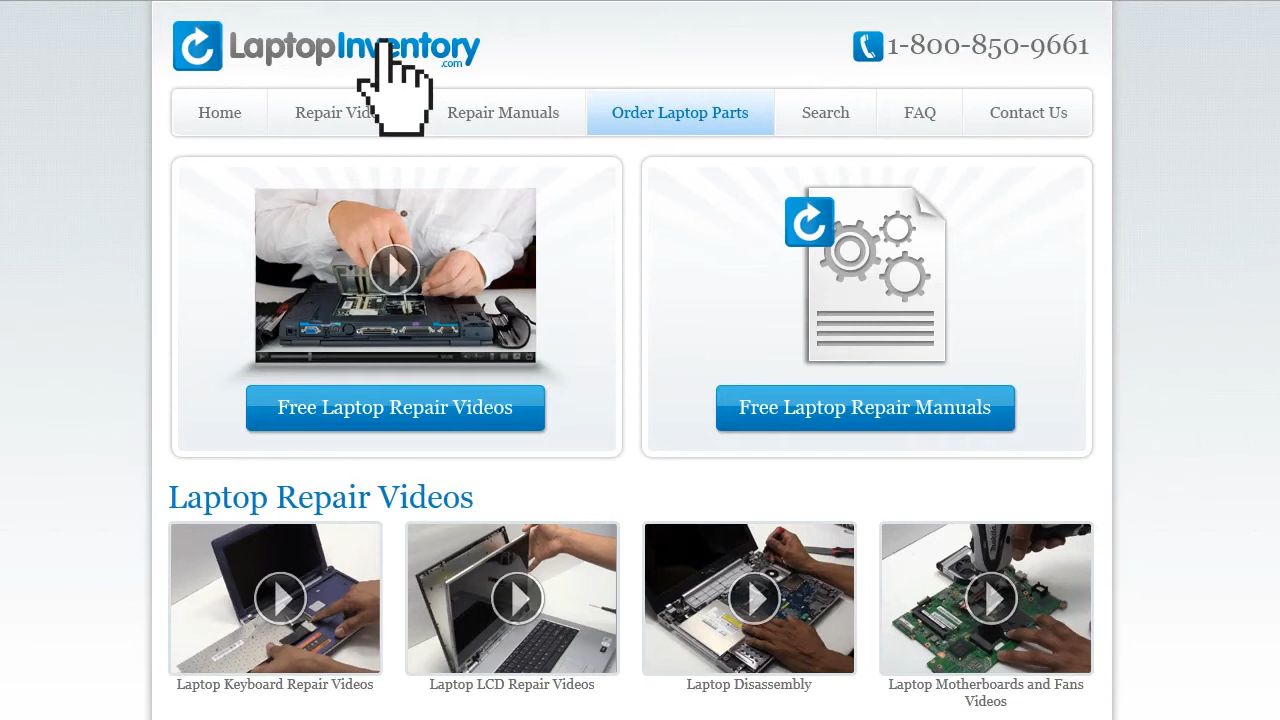 LaptopInventory
.com
1-800-850-9661
Home
Repair Vid
Repair Manuals
Order Laptop Parts
Search
FAQ
Contact Us
Free Laptop Repair Videos
Free Laptop Repair Manuals
Laptop Repair Videos
Laptop Keyboard Repair Videos
Laptop LCD Repair Videos
Laptop Disassembly
Laptop Motherboards and Fans
Videos